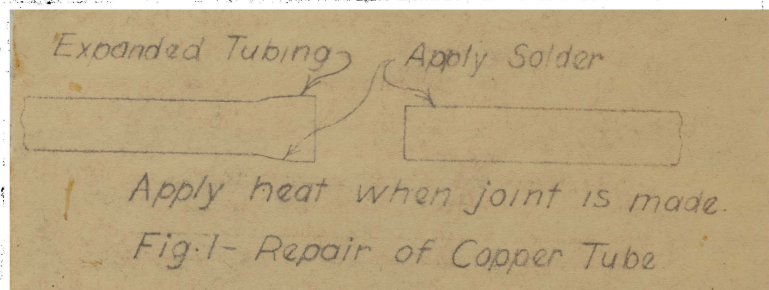 Expanded Tubing
Apply Solder
Apply heat when joint is made.
Fig.1- Repair of Copper Tube